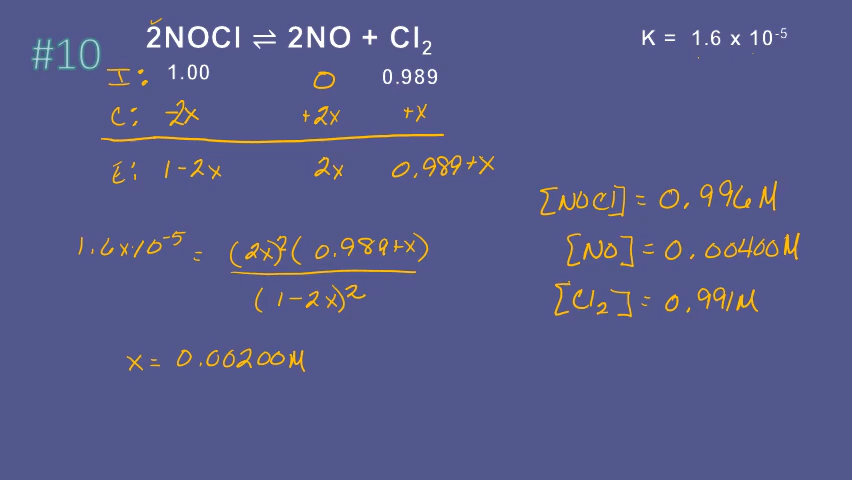 #10
2NOCl ⇌ 2NO + Cl₂
K = 1.6 x 10⁻⁵
I: 1.00 0 0.989
C: -2x +2x +x
E: 1-2x 2x 0.989+x
1.6x10⁻⁵ = (2x)²(0.989+x)
(1-2x)²
x = 0.00200M
[NOCl] = 0.996M
[NO] = 0.00400M
[Cl₂] = 0.991M